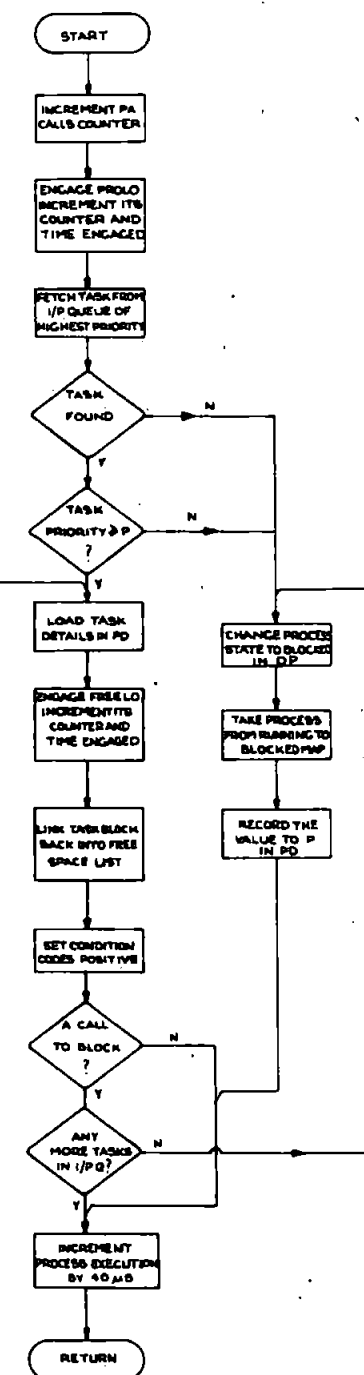 START
INCREMENT PA
CALLS COUNTER
ENGAGE PROLO
INCREMENT ITS
COUNTER AND
TIME ENGAGED
FETCH TASK FROM
I/P QUEUE OF
HIGHEST PRIORITY
TASK
FOUND
N
Y
TASK
PRIORITY ≥ P
?
N
Y
LOAD TASK
DETAILS IN PD
CHANGE PROCESS
STATE TO BLOCKED
IN DP
ENGAGE FREE LO
INCREMENT ITS
COUNTER AND
TIME ENGAGED
TAKE PROCESS
FROM RUNNING TO
BLOCKED MAP
LINK TASK BLOCK
BACK INTO FREE
SPACE LIST
RECORD THE
VALUE TO P
IN PD
SET CONDITION
CODES POSITIVE
A CALL
TO BLOCK
?
N
Y
ANY
MORE TASKS
IN I/P Q?
N
Y
INCREMENT
PROCESS EXECUTION
BY 40 µS
RETURN